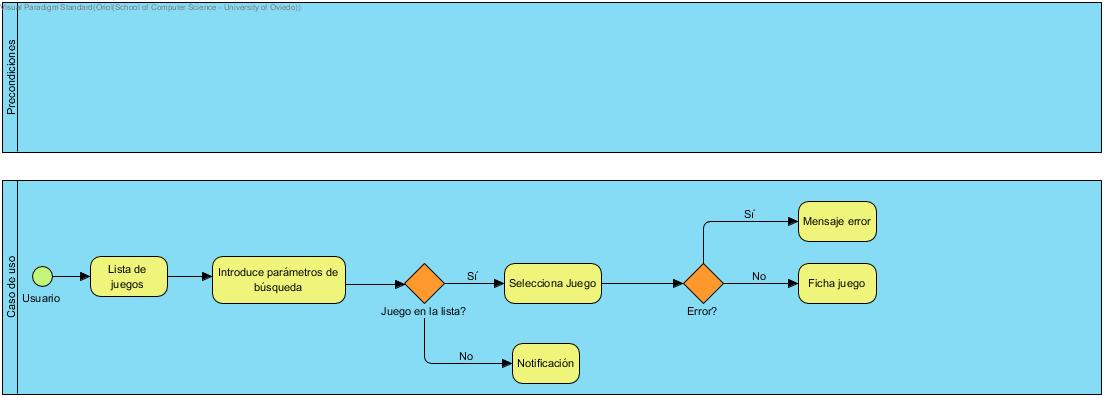 Visual Paradigm Standard(Oriol(School of Computer Science - University of Oviedo))
Precondiciones
Caso de uso
Usuario
Lista de
juegos
Introduce parámetros de
búsqueda
Juego en la lista?
Sí
Selecciona Juego
No
Notificación
Error?
Sí
Mensaje error
No
Ficha juego